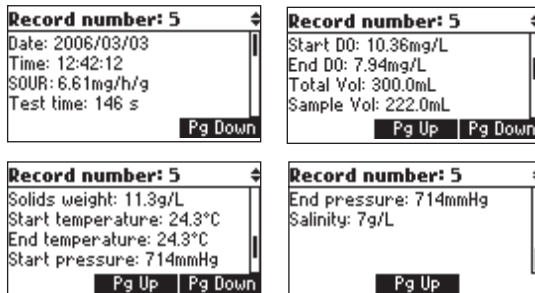 Record number: 5
Date: 2006/03/03
Time: 12:42:12
SOUR: 6.61mg/h/g
Test time: 146 s
Pg Down
Record number: 5
Start DO: 10.36mg/L
End DO: 7.94mg/L
Total Vol: 300.0mL
Sample Vol: 222.0mL
Pg Up Pg Down
Record number: 5
Solids weight: 11.3g/L
Start temperature: 24.3°C
End temperature: 24.3°C
Start pressure: 714mmHg
Pg Up Pg Down
Record number: 5
End pressure: 714mmHg
Salinity: 7g/L
Pg Up